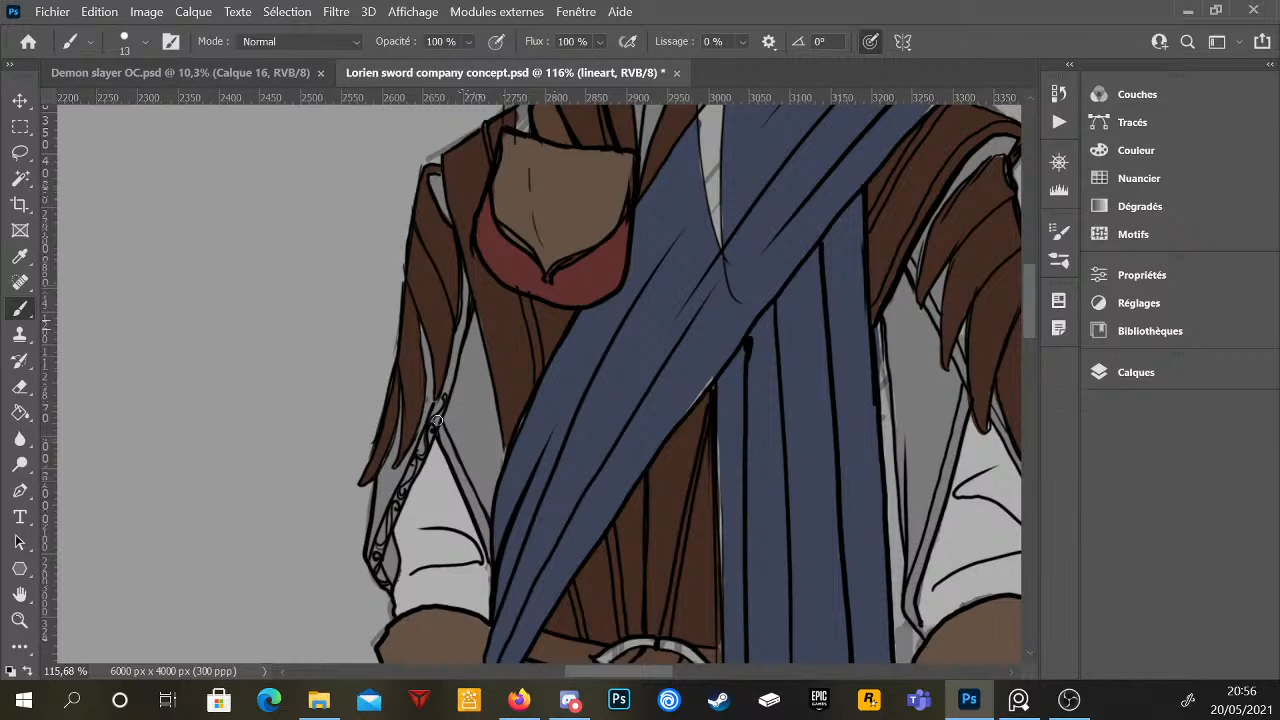 Fichier Edition Image Calque Texte Sélection Filtre 3D Affichage Modules externes Fenêtre Aide
13 Mode : Normal Opacité : 100 % Flux : 100 % Lissage : 0 % 0°
Demon slayer OC.psd @ 10,3% (Calque 16, RVB/8) × Lorien sword company concept.psd @ 116% (lineart, RVB/8) * ×
2200 2250 2300 2350 2400 2450 2500 2550 2600 2650 2700 2750 2800 2850 2900 2950 3000 3050 3100 3150 3200 3250 3300 3350
Couches
Tracés
Couleur
Nuancier
Dégradés
Motifs
Propriétés
Réglages
Bibliothèques
Calques
115,68 % 6000 px x 4000 px (300 ppp)
20:56
20/05/2021